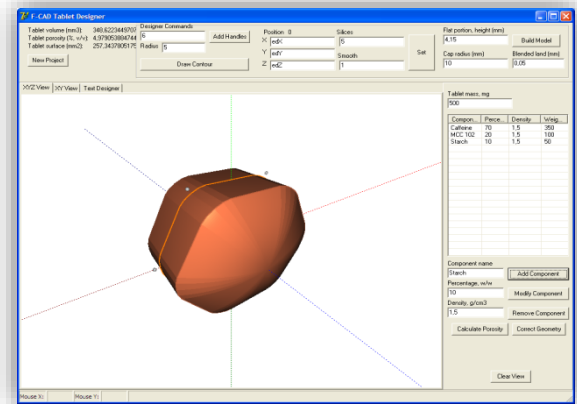 F-CAD Tablet Designer
Tablet volume (mm3): 348,6223449707
Tablet porosity (%, v/v): 4,979053804744
Tablet surface (mm2): 257,3437805175
New Project
Designer Commands
6
Add Handles
Radius 5
Draw Contour
Position 0
X edX
Y edY
Z edZ
Silices
5
Smooth
1
Set
Flat portion, height (mm)
4,15
Build Model
Cap radius (mm)
10
Blended land (mm)
0,05
XYZ View
XY View
Text Designer
Tablet mass, mg
500
Compon... Perce... Density Weig...
Caffeine 70 1,5 350
MCC 102 20 1,5 100
Starch 10 1,5 50
Component name
Starch
Add Component
Percentage, w/w
10
Modify Component
Density, g/cm3
1,5
Remove Component
Calculate Porosity
Correct Geometry
Clear View
Mouse X:
Mouse Y: